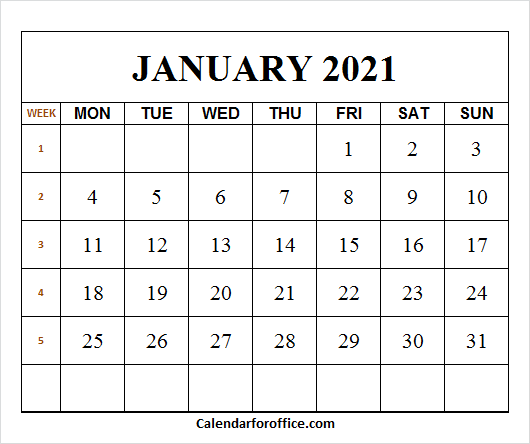 JANUARY 2021
WEEK MON TUE WED THU FRI SAT SUN
1 1 2 3
2 4 5 6 7 8 9 10
3 11 12 13 14 15 16 17
4 18 19 20 21 22 23 24
5 25 26 27 28 29 30 31
Calendarforoffice.com